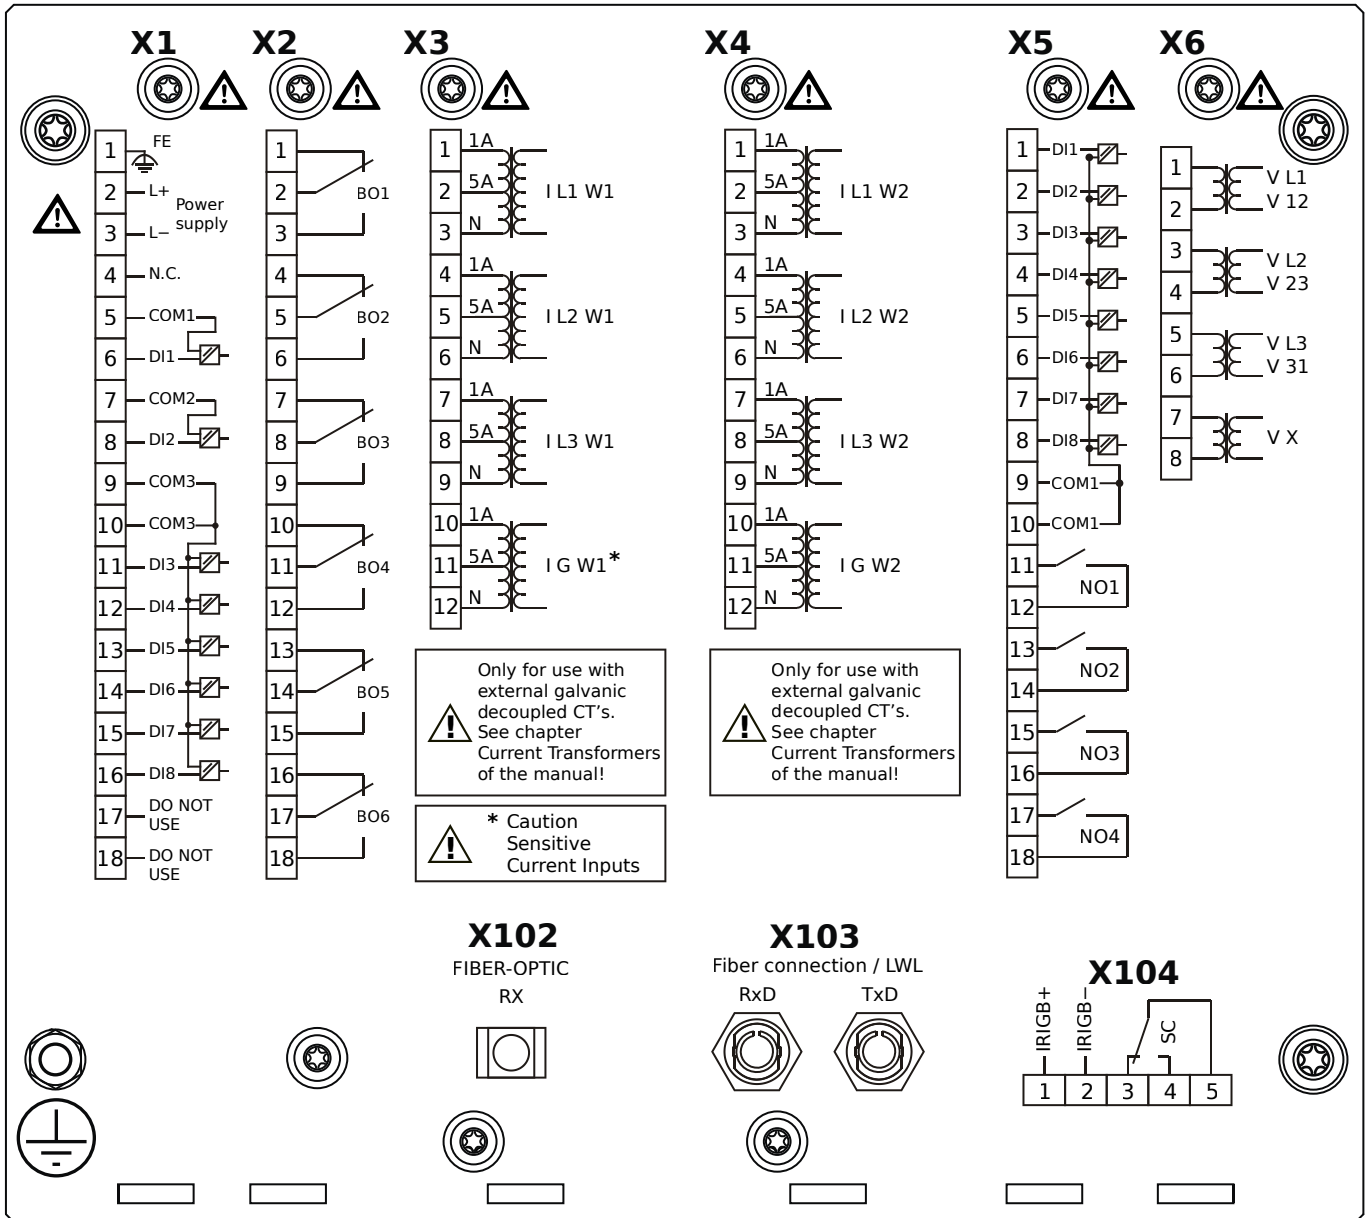 X1
X2
X3
X4
X5
X6
1 FE
2 L+
Power
supply
3 L−
4 N.C.
5 COM1
6 DI1
7 COM2
8 DI2
9 COM3
10 COM3
11 DI3
12 DI4
13 DI5
14 DI6
15 DI7
16 DI8
17 DO NOT
USE
18 DO NOT
USE
1
2 BO1
3
4
5 BO2
6
7
8 BO3
9
10
11 BO4
12
13
14 BO5
15
16
17 BO6
18
1 1A
2 5A I L1 W1
3 N
4 1A
5 5A I L2 W1
6 N
7 1A
8 5A I L3 W1
9 N
10 1A
11 5A I G W1*
12 N
Only for use with
external galvanic
decoupled CT's.
See chapter
Current Transformers
of the manual!
* Caution
Sensitive
Current Inputs
1 1A
2 5A I L1 W2
3 N
4 1A
5 5A I L2 W2
6 N
7 1A
8 5A I L3 W2
9 N
10 1A
11 5A I G W2
12 N
Only for use with
external galvanic
decoupled CT's.
See chapter
Current Transformers
of the manual!
1 DI1
2 DI2
3 DI3
4 DI4
5 DI5
6 DI6
7 DI7
8 DI8
9 COM1
10 COM1
11
NO1
12
13
NO2
14
15
NO3
16
17
NO4
18
1 V L1
2 V 12
3 V L2
4 V 23
5 V L3
6 V 31
7
V X
8
X102
FIBER-OPTIC
RX
X103
Fiber connection / LWL
RxD TxD
X104
IRIGB+
IRIGB−
SC
1 2 3 4 5